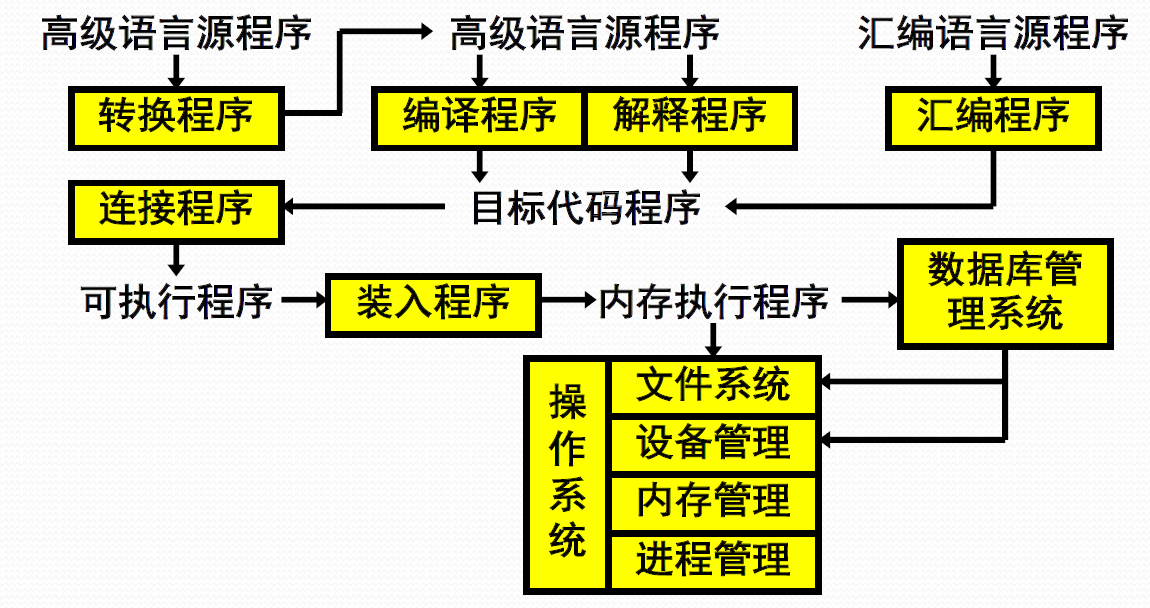 高级语言源程序
高级语言源程序
汇编语言源程序
转换程序
编译程序
解释程序
汇编程序
连接程序
目标代码程序
可执行程序
装入程序
内存执行程序
数据库管
理系统
操作系统
文件系统
设备管理
内存管理
进程管理